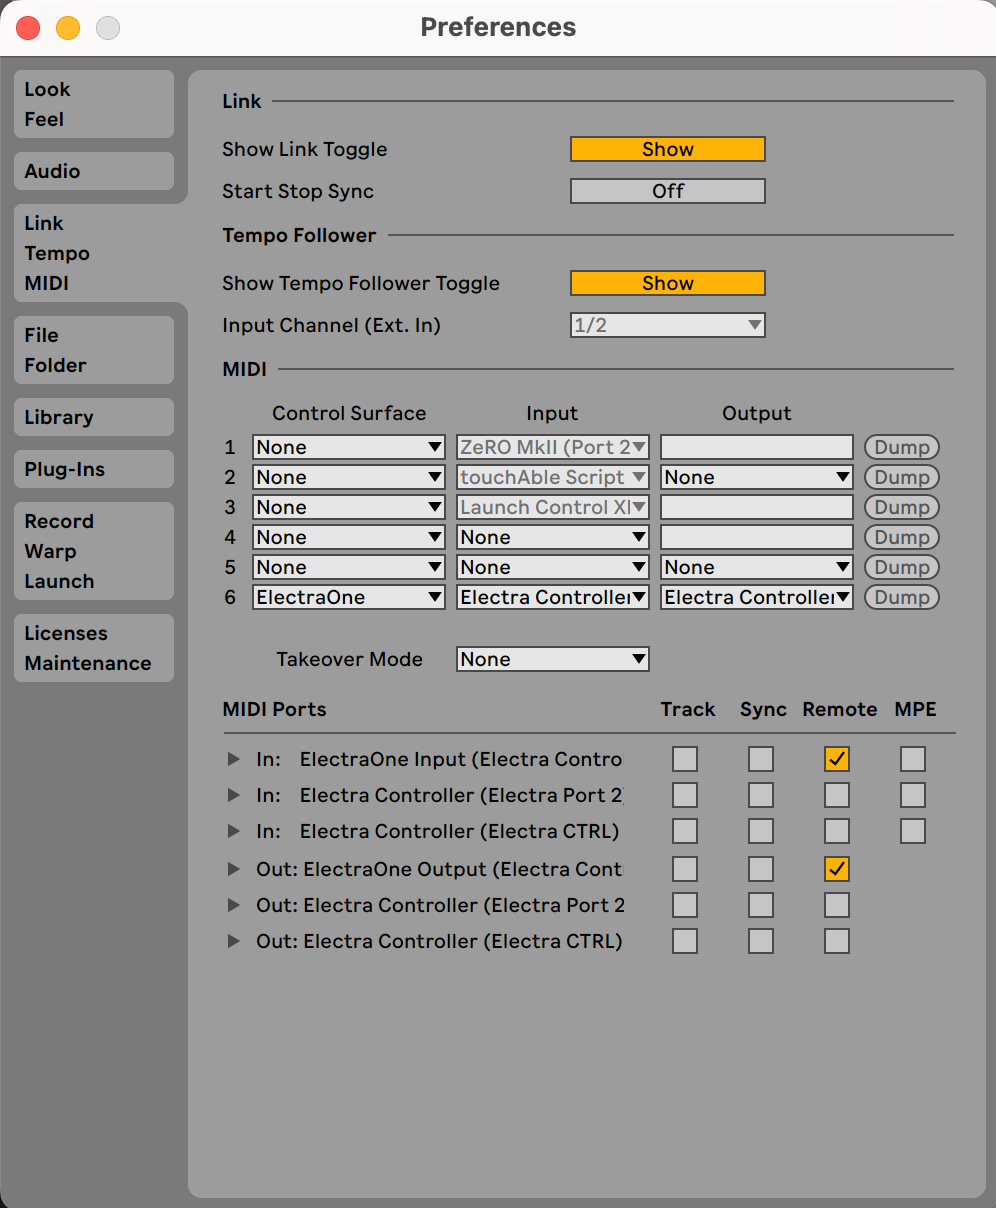 Preferences
Look
Feel
Audio
Link
Tempo
MIDI
File
Folder
Library
Plug-Ins
Record
Warp
Launch
Licenses
Maintenance
Link
Show Link Toggle Show
Start Stop Sync Off
Tempo Follower
Show Tempo Follower Toggle Show
Input Channel (Ext. In) 1/2
MIDI
Control Surface Input Output
1 None ZeRO MkII (Port 2 Dump
2 None touchAble Script None Dump
3 None Launch Control Xl Dump
4 None None Dump
5 None None None Dump
6 ElectraOne Electra Controller Electra Controller Dump
Takeover Mode None
MIDI Ports Track Sync Remote MPE
In: ElectraOne Input (Electra Contro
In: Electra Controller (Electra Port 2)
In: Electra Controller (Electra CTRL)
Out: ElectraOne Output (Electra Cont
Out: Electra Controller (Electra Port 2
Out: Electra Controller (Electra CTRL)